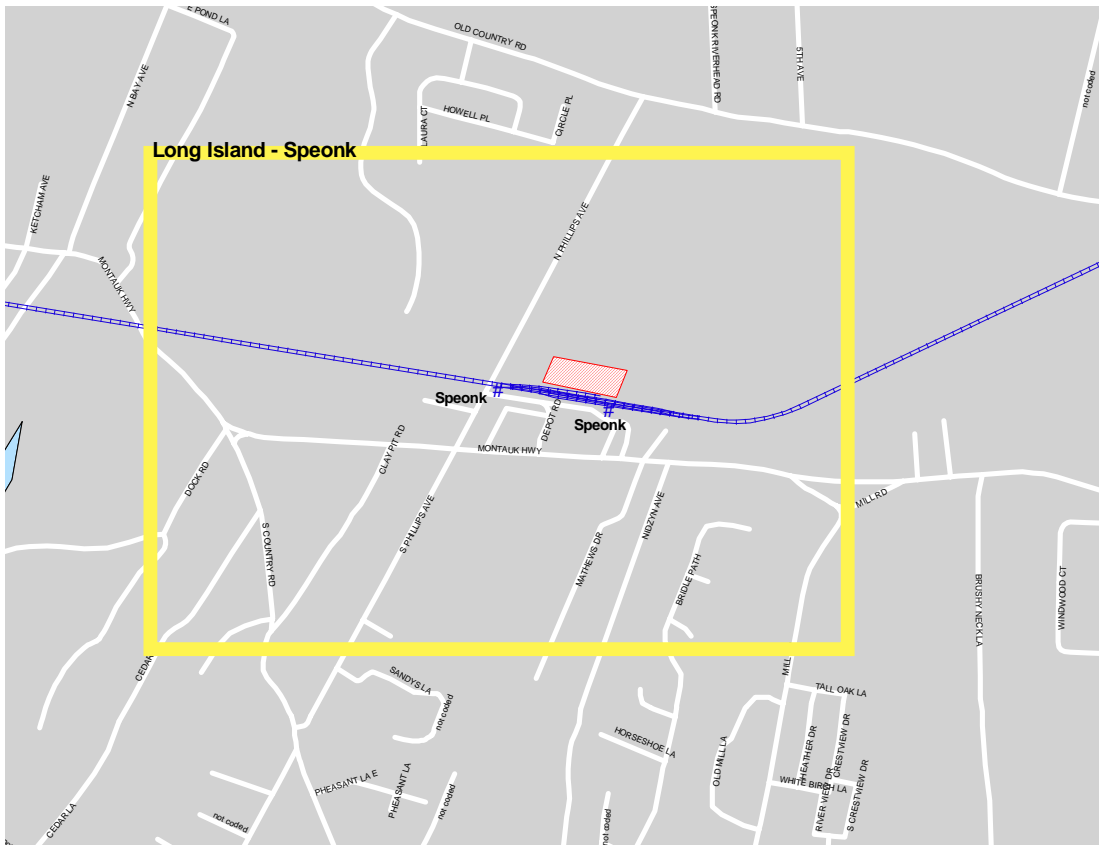 E POND LA
OLD COUNTRY RD
SPEONK RIVERHEAD RD
5TH AVE
not coded
N BAY AVE
HOWELL PL
LAURA CT
CIRCLE PL
Long Island - Speonk
KETCHAM AVE
N PHILLIPS AVE
MONTAUK HWY
Speonk
DEPOT RD
Speonk
CLAY PIT RD
MONTAUK HWY
DOCK RD
MILL RD
S PHILLIPS AVE
NIDZYN AVE
S COUNTRY RD
MATHEWS DR
BRIDLE PATH
BRUSHY NECK LA
WINDWOOD CT
CEDAR
MILL
SANDYS LA
not coded
TALL OAK LA
HORSESHOE LA
OLD MILL LA
HEATHER DR
CRESTVIEW DR
PHEASANT LA E
PHEASANT LA
not coded
WHITE BIRCH LA
RIVER VIEW DR
S CRESTVIEW DR
CEDAR LA
not coded
not coded